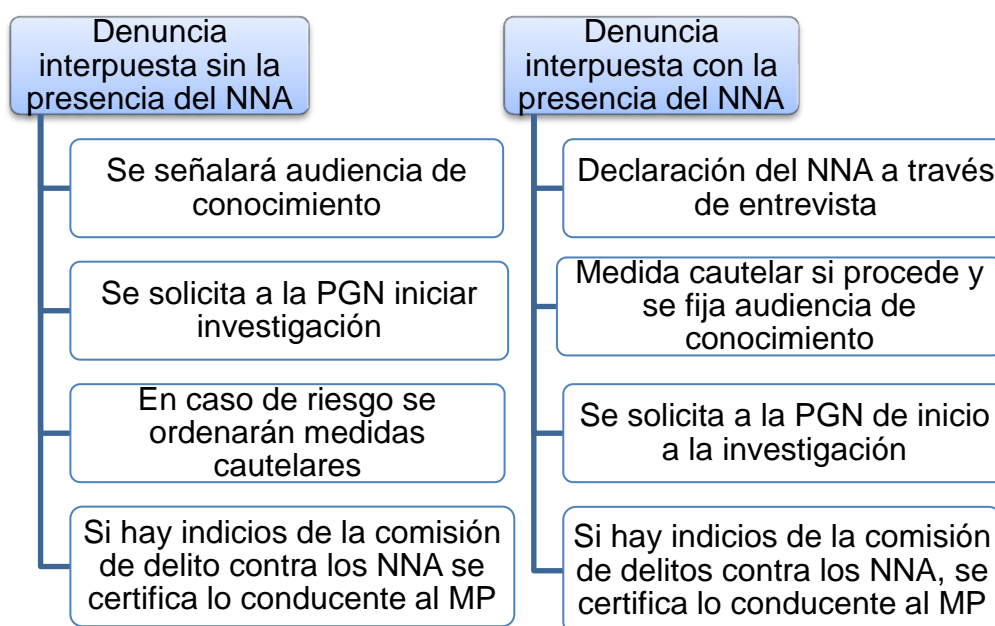 Denuncia
interpuesta sin la
presencia del NNA
Se señalará audiencia de
conocimiento
Se solicita a la PGN iniciar
investigación
En caso de riesgo se
ordenarán medidas
cautelares
Si hay indicios de la comisión
de delito contra los NNA se
certifica lo conducente al MP
Denuncia
interpuesta con la
presencia del NNA
Declaración del NNA a través
de entrevista
Medida cautelar si procede y
se fija audiencia de
conocimiento
Se solicita a la PGN de inicio
a la investigación
Si hay indicios de la comisión
de delitos contra los NNA, se
certifica lo conducente al MP